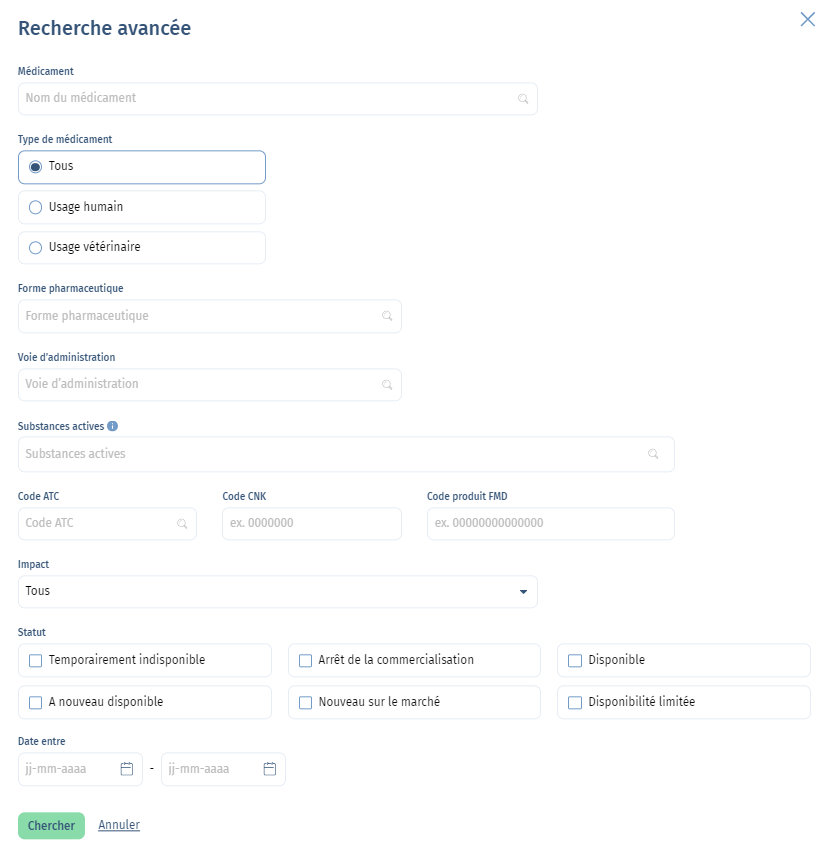 Recherche avancée
Médicament
Nom du médicament
Type de médicament
Tous
Usage humain
Usage vétérinaire
Forme pharmaceutique
Forme pharmaceutique
Voie d'administration
Voie d'administration
Substances actives i
Substances actives
Code ATC Code CNK Code produit FMD
Code ATC ex. 0000000 ex. 00000000000000
Impact
Tous
Statut
Temporairement indisponible Arrêt de la commercialisation Disponible
A nouveau disponible Nouveau sur le marché Disponibilité limitée
Date entre
jj-mm-aaaa - jj-mm-aaaa
Chercher Annuler